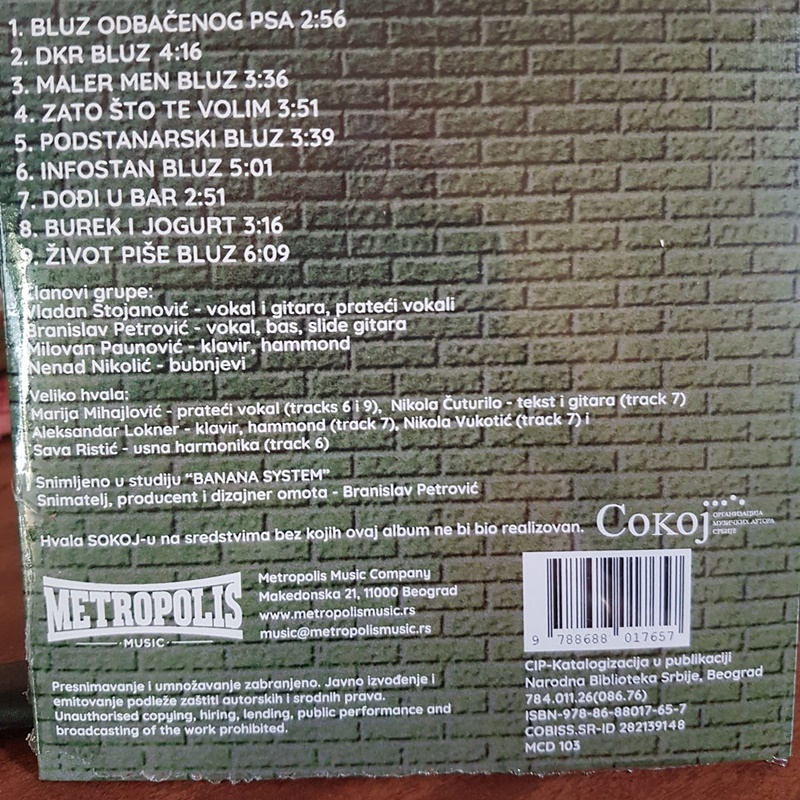 1. BLUZ ODBAČENOG PSA 2:56
2. DKR BLUZ 4:16
3. MALER MEN BLUZ 3:36
4. ZATO ŠTO TE VOLIM 3:51
5. PODSTANARSKI BLUZ 3:39
6. INFOSTAN BLUZ 5:01
7. DOĐI U BAR 2:51
8. BUREK I JOGURT 3:16
9. ŽIVOT PIŠE BLUZ 6:09
Članovi grupe:
Vladan Stojanović - vokal i gitara, prateći vokali
Branislav Petrović - vokal, bas, slide gitara
Milovan Paunović - klavir, hammond
Nenad Nikolić - bubnjevi
Veliko hvala:
Marija Mihajlović - prateći vokal (tracks 6 i 9), Nikola Čuturilo - tekst i gitara (track 7)
Aleksandar Lokner - klavir, hammond (track 7), Nikola Vukotić (track 7) i
Sava Ristić - usna harmonika (track 6)
Snimljeno u studiju "BANANA SYSTEM"
Snimatelj, producent i dizajner omota - Branislav Petrović
Hvala SOKOJ-u na sredstvima bez kojih ovaj album ne bi bio realizovan.
Сокој
ОРГАНИЗАЦИЈА
МУЗИЧКИХ АУТОРА
СРБИЈЕ
METROPOLIS
MUSIC
Metropolis Music Company
Makedonska 21, 11000 Beograd
www.metropolismusic.rs
music@metropolismusic.rs
9 788688 017657
Presnimavanje i umnožavanje zabranjeno. Javno izvođenje i
emitovanje podleže zaštiti autorskih i srodnih prava.
Unauthorised copying, hiring, lending, public performance and
broadcasting of the work prohibited.
CIP-Katalogizacija u publikaciji
Narodna Biblioteka Srbije, Beograd
784.011.26(086.76)
ISBN-978-86-88017-65-7
COBISS.SR-ID 282139148
MCD 103